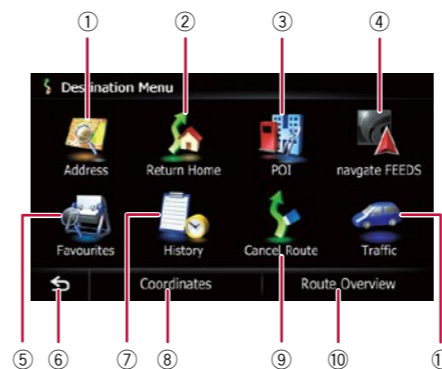 ① ② ③ ④
Destination Menu
Address Return Home POI navgate FEEDS
Favourites History Cancel Route Traffic
Coordinates Route Overview
⑤ ⑥ ⑦ ⑧ ⑨ ⑩